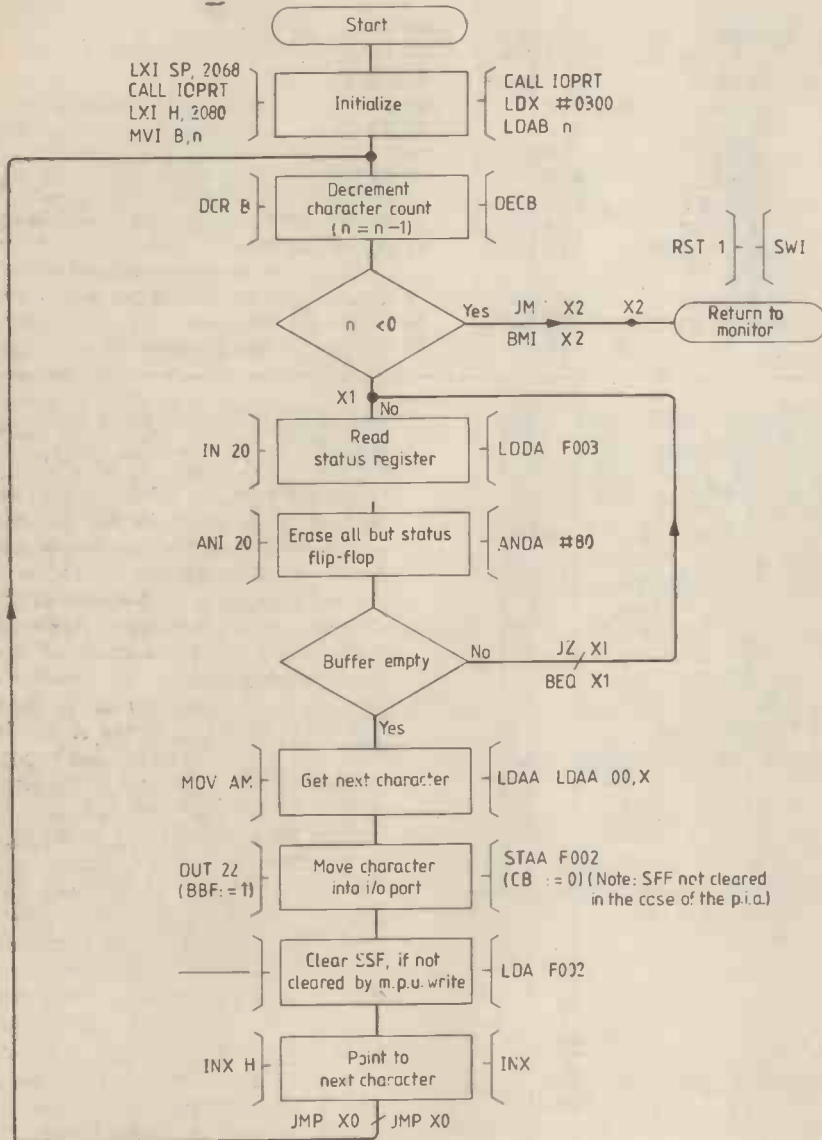 Start
LXI SP, 2068
CALL IOPRT
LXI H, 2080
MVI B,n
Initialize
CALL IOPRT
LDX #0300
LDAB n
DCR B
Decrement
character count
(n = n-1)
DECB
RST 1
SWI
n <0
Yes
JM X2
BMI X2
X2
Return to
monitor
X1
No
IN 20
Read
status register
LODA F003
ANI 20
Erase all but status
flip-flop
ANDA #80
Buffer empty
No
JZ X1
BEQ X1
Yes
MOV AM
Get next character
LDAA LDAA 00,X
OUT 22
(BBF:=1)
Move character
into i/o port
STAA F002
(CB := 0) (Note: SFF not cleared
in the case of the p.i.a.)
Clear SSF, if not
cleared by m.p.u. write
LDA F002
INX H
Point to
next character
INX
JMP X0 / JMP X0